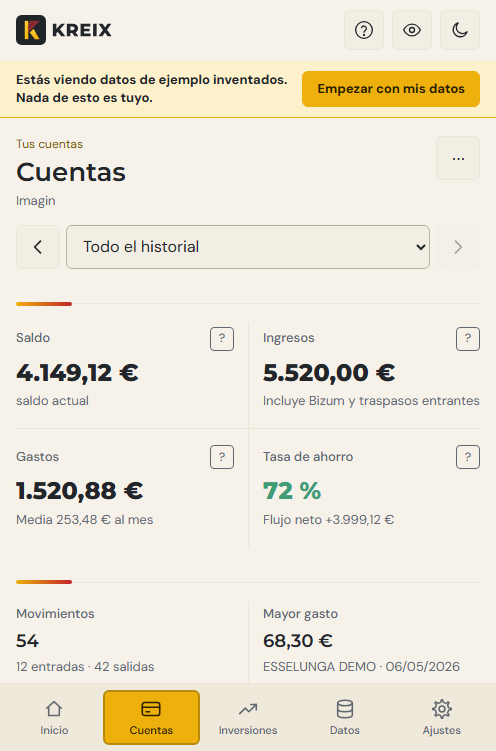 KREIX
Estás viendo datos de ejemplo inventados.
Nada de esto es tuyo.
Empezar con mis datos
Tus cuentas
Cuentas
...
Imagin
Todo el historial
Saldo ?
4.149,12 €
saldo actual
Ingresos ?
5.520,00 €
Incluye Bizum y traspasos entrantes
Gastos ?
1.520,88 €
Media 253,48 € al mes
Tasa de ahorro ?
72 %
Flujo neto +3.999,12 €
Movimientos
54
12 entradas · 42 salidas
Mayor gasto
68,30 €
ESSELUNGA DEMO · 06/05/2026
Inicio
Cuentas
Inversiones
Datos
Ajustes